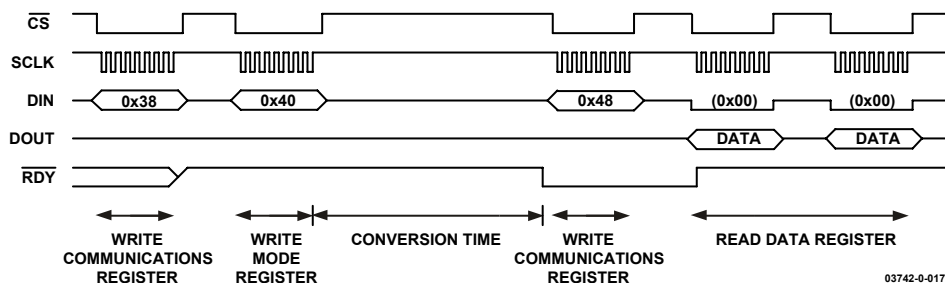 CS
SCLK
DIN 0x38 0x40 0x48 (0x00) (0x00)
DOUT DATA DATA
RDY
WRITE COMMUNICATIONS REGISTER
WRITE MODE REGISTER
CONVERSION TIME
WRITE COMMUNICATIONS REGISTER
READ DATA REGISTER
03742-0-017